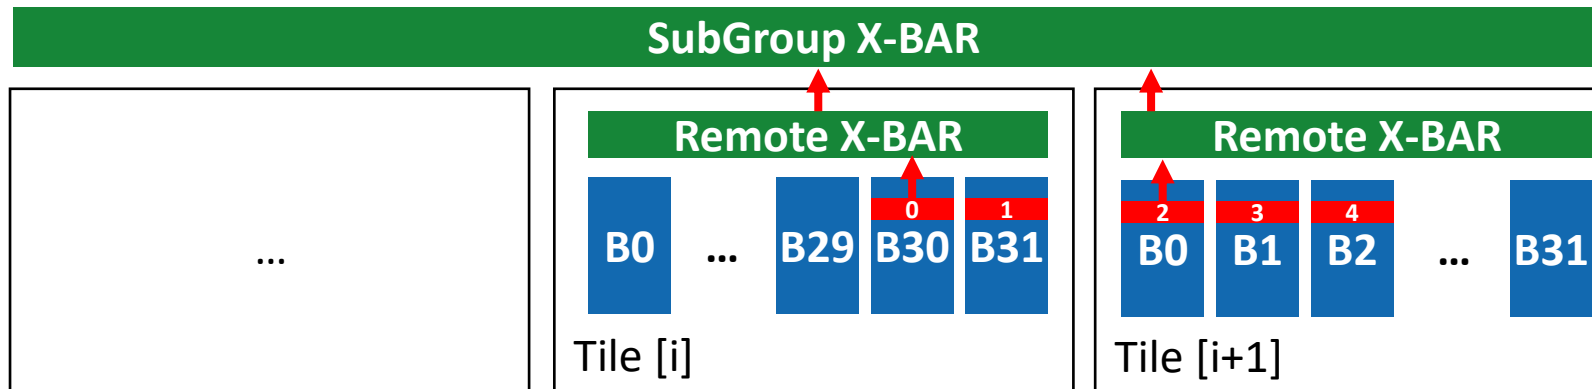 SubGroup X-BAR
...
Remote X-BAR
0 1
B0 ... B29 B30 B31
Tile [i]
Remote X-BAR
2 3 4
B0 B1 B2 ... B31
Tile [i+1]